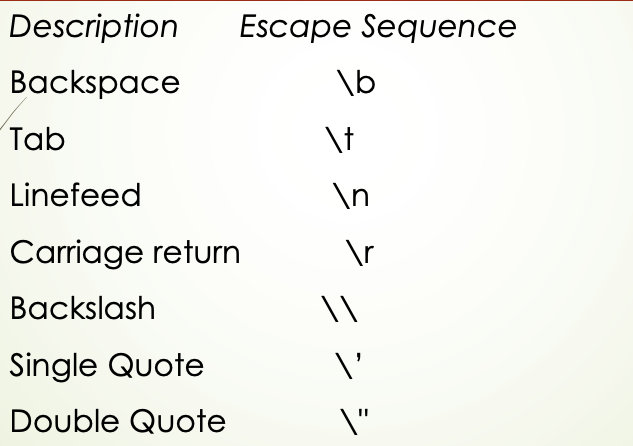 Description Escape Sequence
Backspace \b
Tab \t
Linefeed \n
Carriage return \r
Backslash \\
Single Quote \’
Double Quote \"